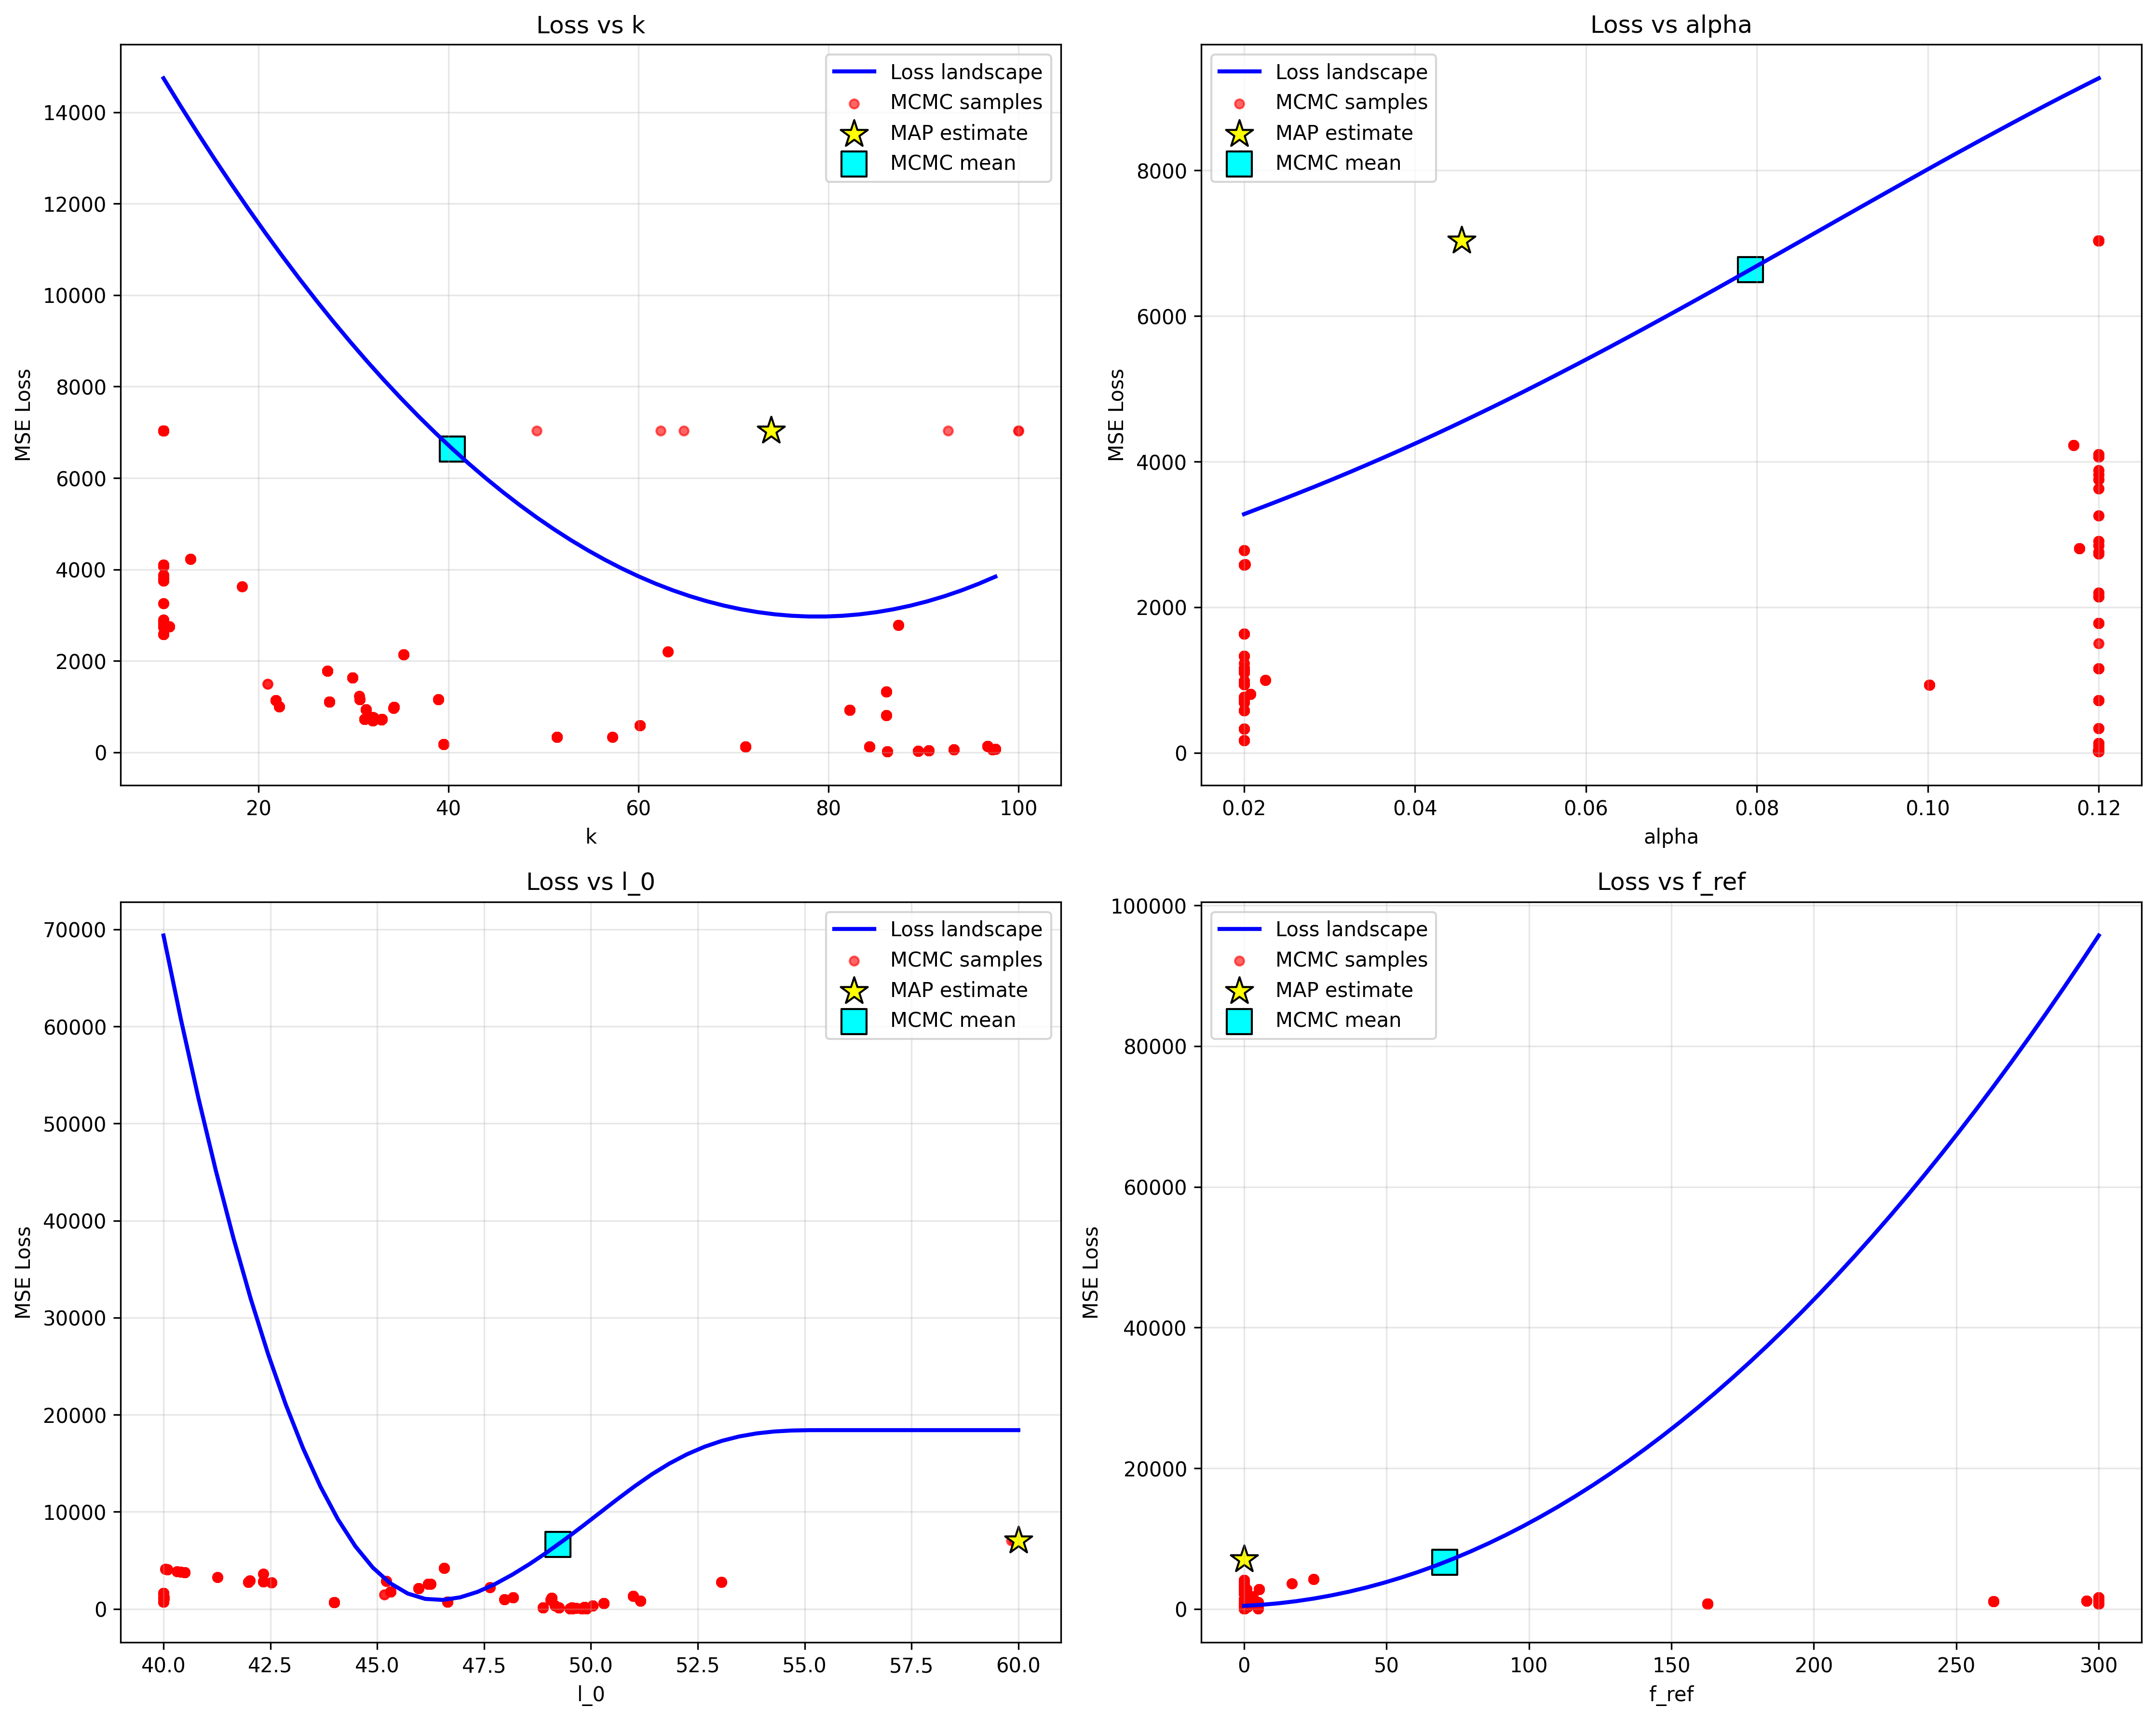 Loss vs k
MSE Loss
14000
12000
10000
8000
6000
4000
2000
0
20
40
60
80
100
k
Loss landscape
MCMC samples
MAP estimate
MCMC mean
Loss vs alpha
MSE Loss
8000
6000
4000
2000
0
0.02
0.04
0.06
0.08
0.10
0.12
alpha
Loss landscape
MCMC samples
MAP estimate
MCMC mean
Loss vs l_0
MSE Loss
70000
60000
50000
40000
30000
20000
10000
0
40.0
42.5
45.0
47.5
50.0
52.5
55.0
57.5
60.0
l_0
Loss landscape
MCMC samples
MAP estimate
MCMC mean
Loss vs f_ref
MSE Loss
100000
80000
60000
40000
20000
0
0
50
100
150
200
250
300
f_ref
Loss landscape
MCMC samples
MAP estimate
MCMC mean